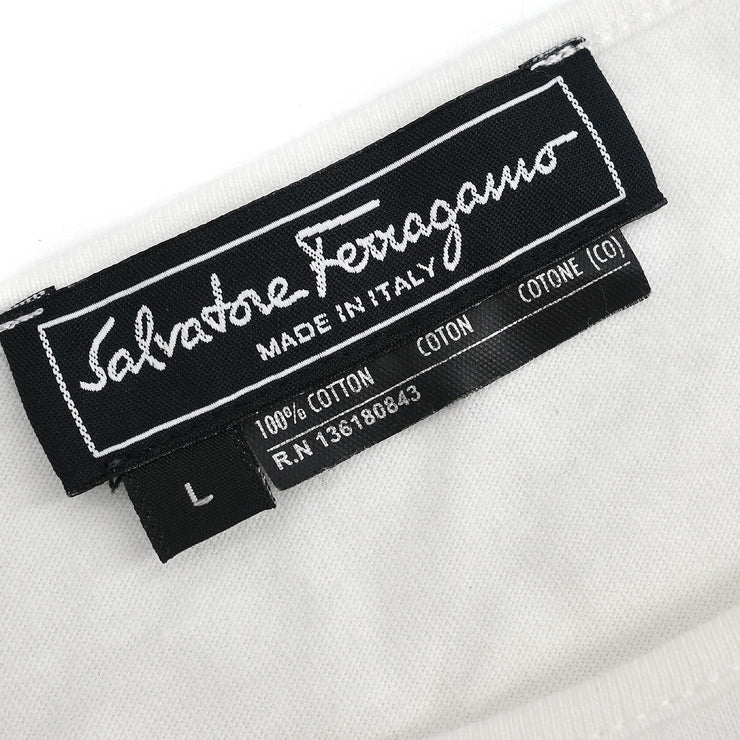 Salvatore Ferragamo
MADE IN ITALY
100% COTTON COTON COTONE (CO)
R.N 136180843
L